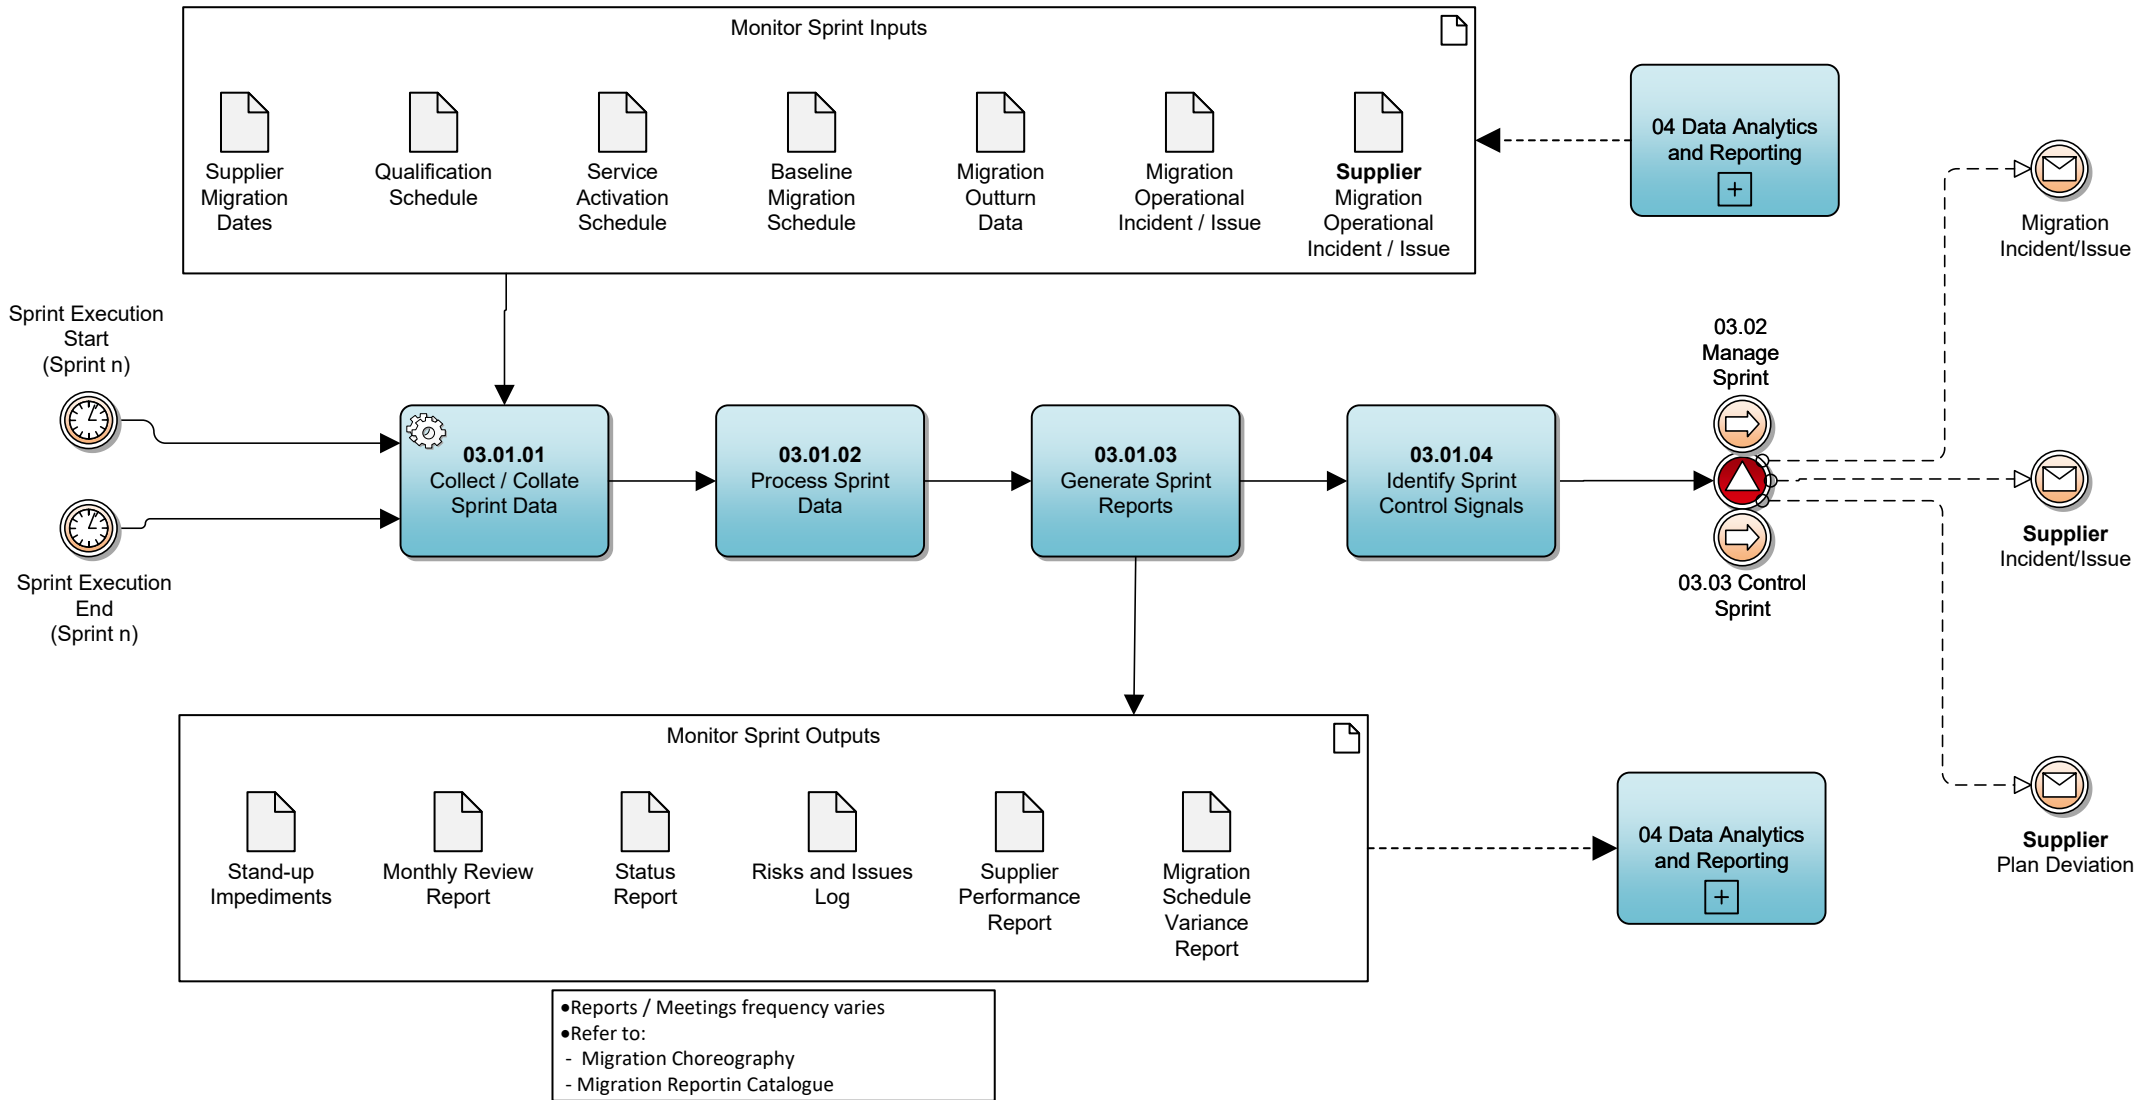 Monitor Sprint Inputs
Supplier
Migration
Dates
Qualification
Schedule
Service
Activation
Schedule
Baseline
Migration
Schedule
Migration
Outturn
Data
Migration
Operational
Incident / Issue
Supplier
Migration
Operational
Incident / Issue
04 Data Analytics
and Reporting
Migration
Incident/Issue
Sprint Execution
Start
(Sprint n)
Sprint Execution
End
(Sprint n)
03.01.01
Collect / Collate
Sprint Data
03.01.02
Process Sprint
Data
03.01.03
Generate Sprint
Reports
03.01.04
Identify Sprint
Control Signals
03.02
Manage
Sprint
03.03 Control
Sprint
Supplier
Incident/Issue
Monitor Sprint Outputs
Stand-up
Impediments
Monthly Review
Report
Status
Report
Risks and Issues
Log
Supplier
Performance
Report
Migration
Schedule
Variance
Report
04 Data Analytics
and Reporting
Supplier
Plan Deviation
•Reports / Meetings frequency varies
•Refer to:
- Migration Choreography
- Migration Reportin Catalogue